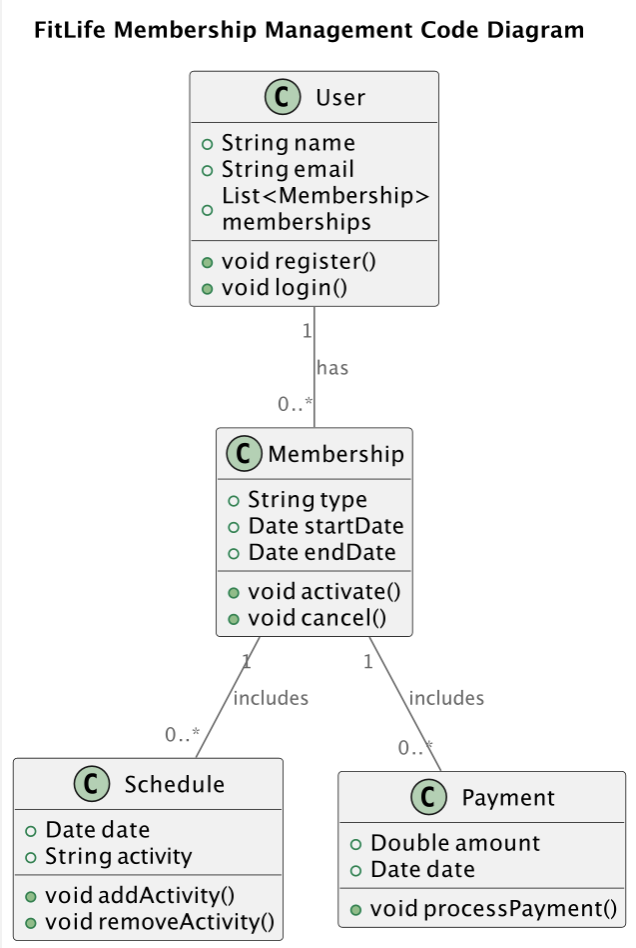 FitLife Membership Management Code Diagram
C User
String name
String email
List<Membership>
memberships
void register()
void login()
1
has
0..*
C Membership
String type
Date startDate
Date endDate
void activate()
void cancel()
1
includes
0..*
1
includes
0..*
C Schedule
Date date
String activity
void addActivity()
void removeActivity()
C Payment
Double amount
Date date
void processPayment()